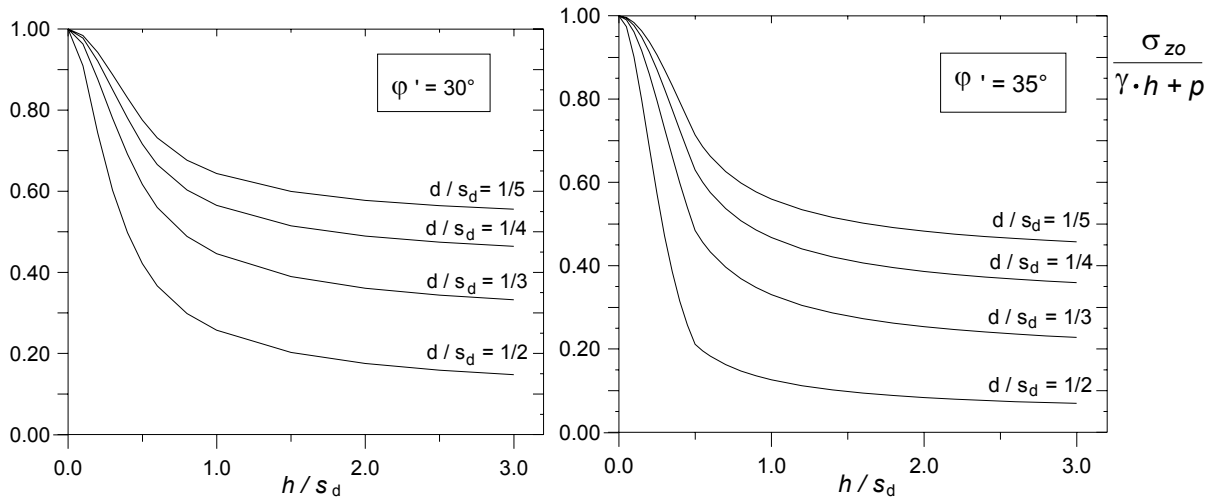 1.00
0.80
0.60
0.40
0.20
0.00
0.0 1.0 2.0 3.0
h / s_d
φ ' = 30°
d / s_d = 1/5
d / s_d = 1/4
d / s_d = 1/3
d / s_d = 1/2
1.00
0.80
0.60
0.40
0.20
0.00
0.0 1.0 2.0 3.0
h / s_d
φ ' = 35°
d / s_d = 1/5
d / s_d = 1/4
d / s_d = 1/3
d / s_d = 1/2
σ_zo
γ·h + p